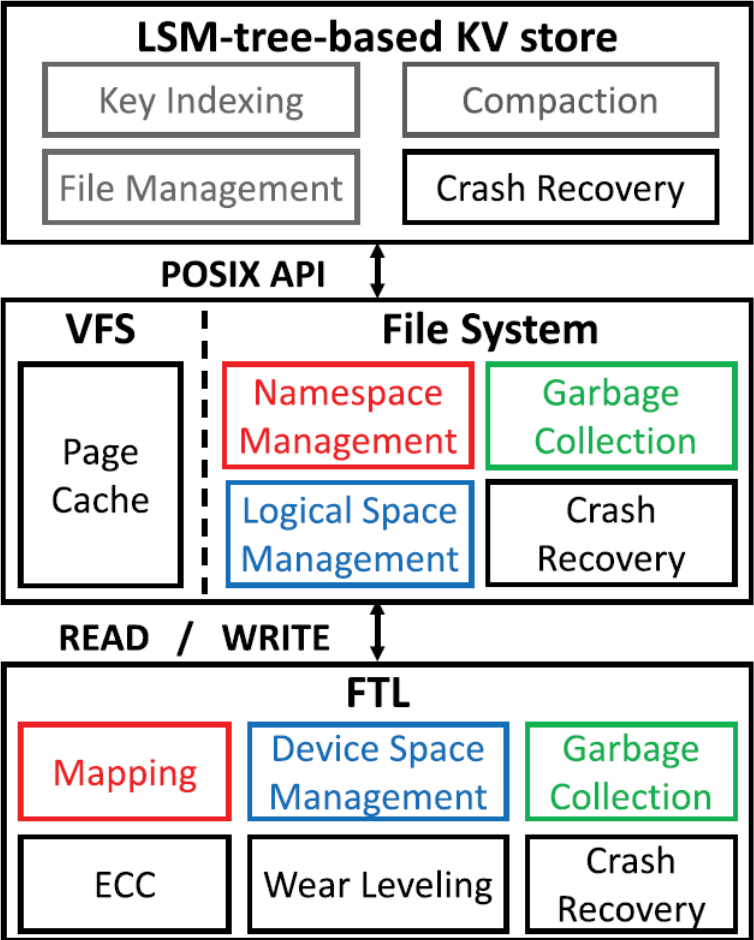 LSM-tree-based KV store
Key Indexing
Compaction
File Management
Crash Recovery
POSIX API
VFS
File System
Page
Cache
Namespace
Management
Garbage
Collection
Logical Space
Management
Crash
Recovery
READ / WRITE
FTL
Mapping
Device Space
Management
Garbage
Collection
ECC
Wear Leveling
Crash
Recovery